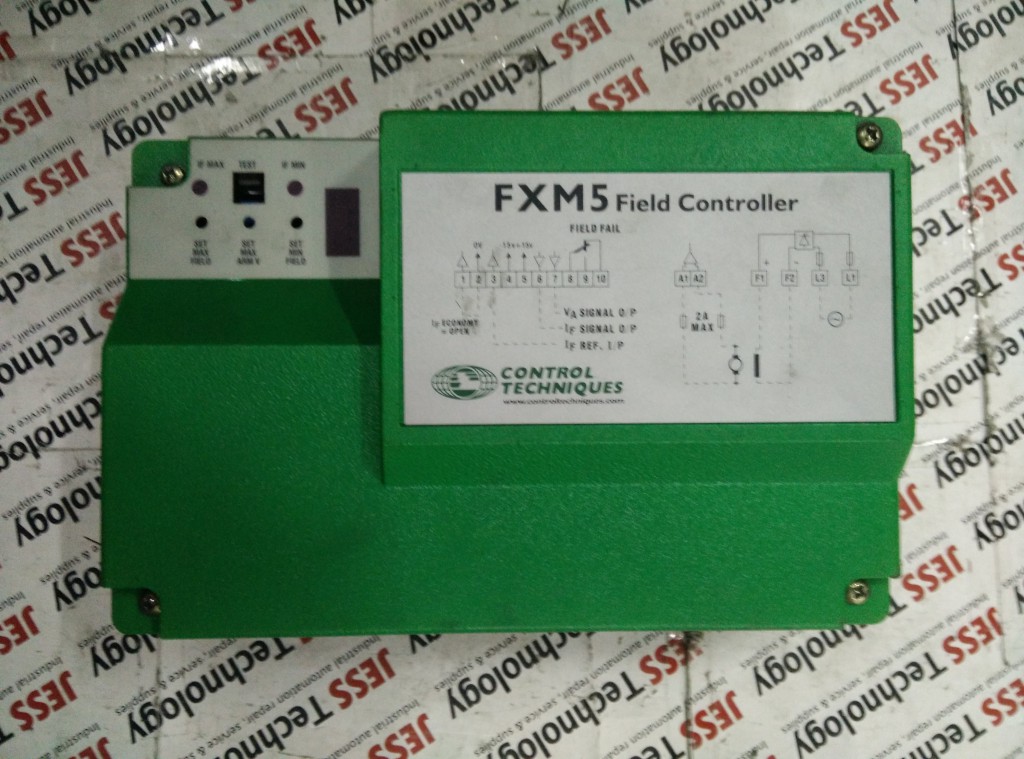 IF MAX TEST IF MIN
SET MAX FIELD
SET MAX ARM V
SET MIN FIELD
FXM5 Field Controller
FIELD FAIL
0V 15v+-15v
1 2 3 4 5 6 7 8 9 10
A1 A2
F1 F2 L3 L1
+ -
IF ECONOMY = OPEN
VA SIGNAL O/P
IF SIGNAL O/P
IF REF. I/P
2A MAX
CONTROL TECHNIQUES
www.controltechniques.com
JESS Technology
Industrial automation repair, service & supplies